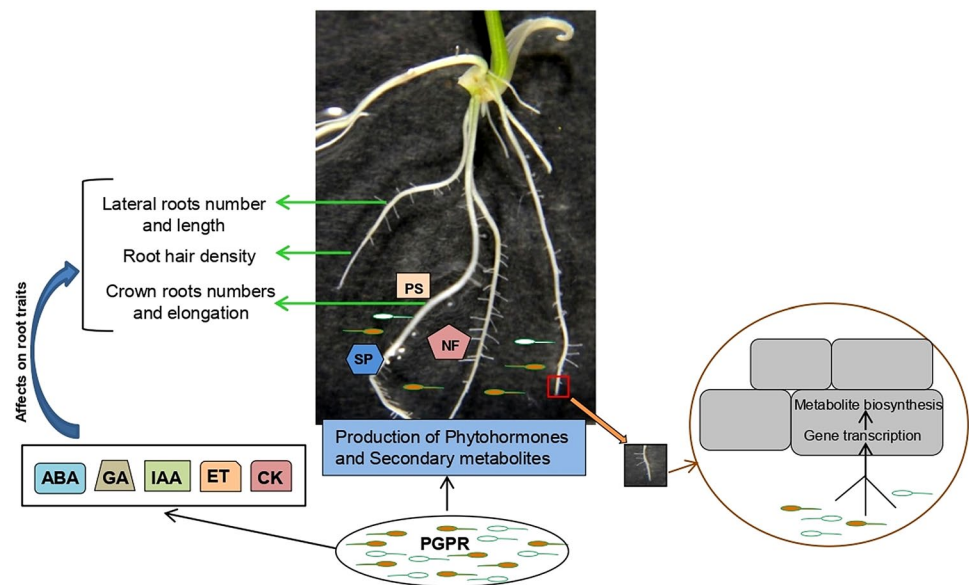 Lateral roots number
and length
Root hair density
Crown roots numbers
and elongation
Affects on root traits
PS
SP
NF
Production of Phytohormones
and Secondary metabolites
ABA
GA
IAA
ET
CK
PGPR
Metabolite biosynthesis
Gene transcription